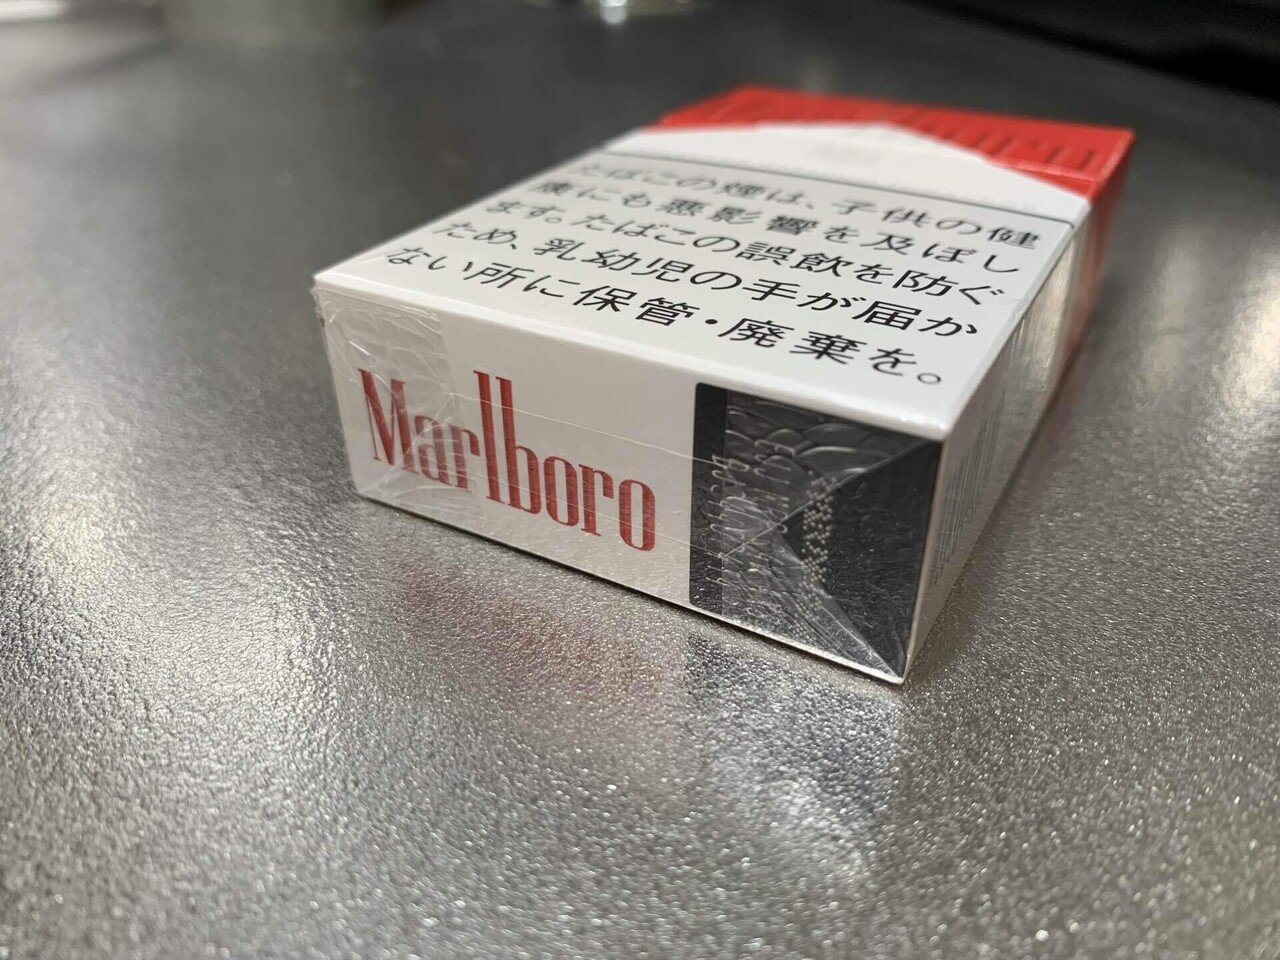 たばこの煙は、子供の健
康にも悪影響を及ぼし
ます。たばこの誤飲を防ぐ
ため、乳幼児の手が届か
ない所に保管・廃棄を。
Marlboro